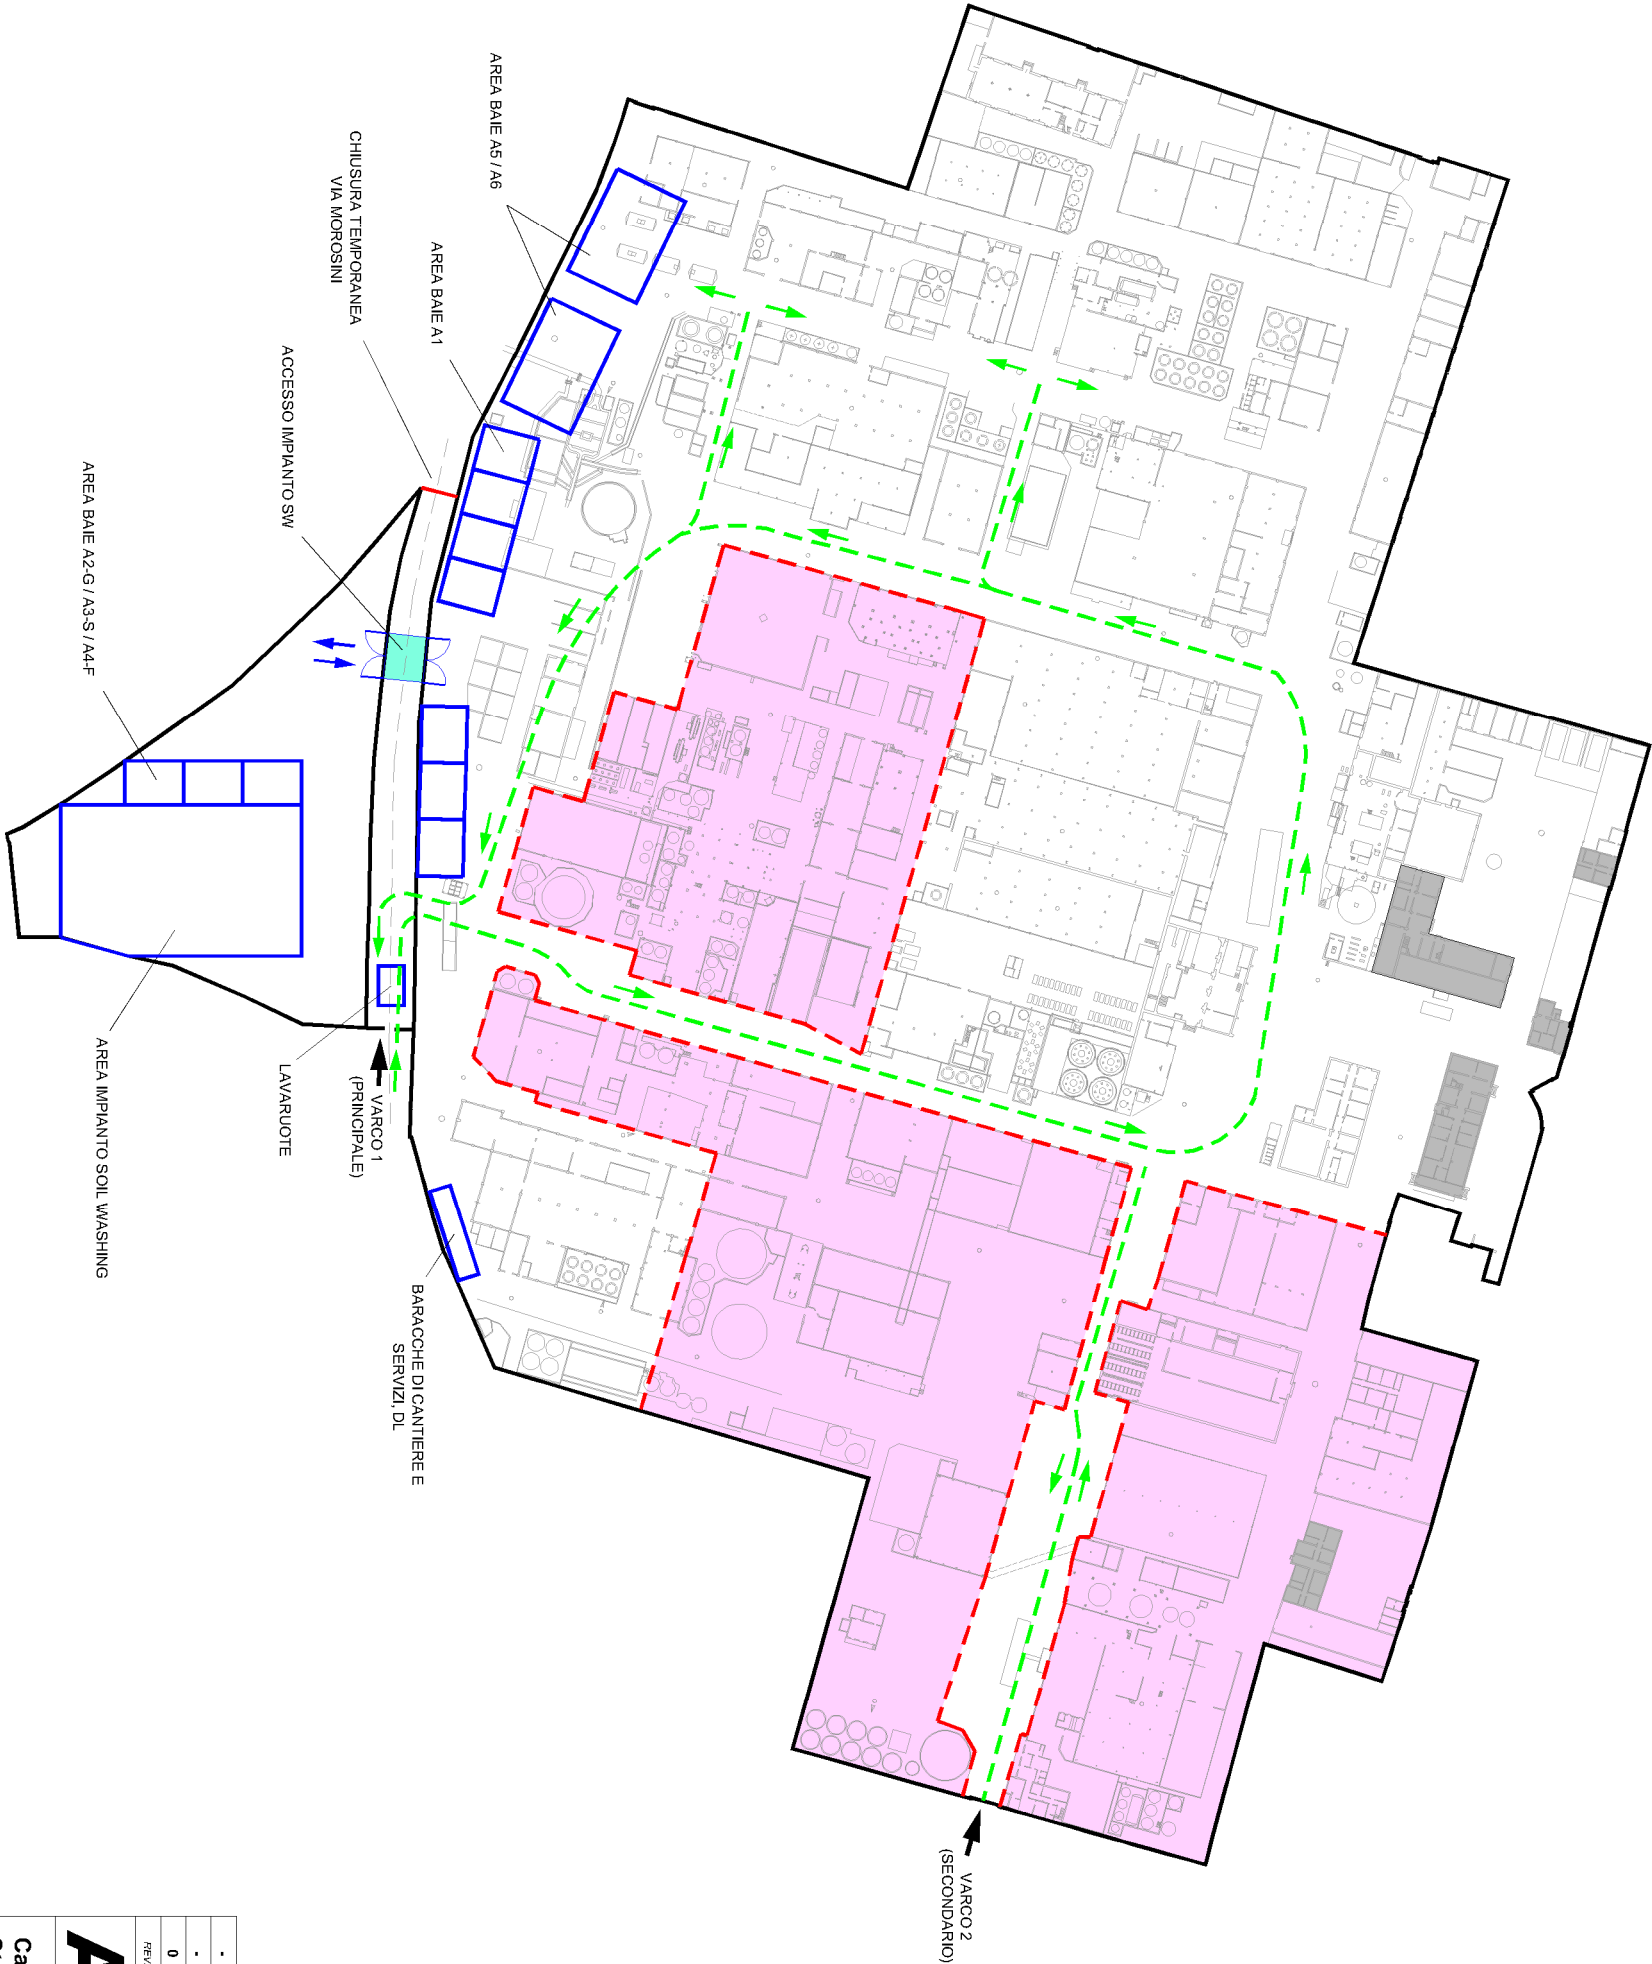 AREA BAIE A5 / A6
CHIUSURA TEMPORANEA
VIA MOROSINI
AREA BAIE A1
ACCESSO IMPIANTO SW
AREA BAIE A2-G / A3-S / A4-F
AREA IMPIANTO SOIL WASHING
LAVARUOTE
VARCO 1
(PRINCIPALE)
BARACCHE DI CANTIERE E
SERVIZI, DL
VARCO 2
(SECONDARIO)
-
-
0
REV.
A
Ca